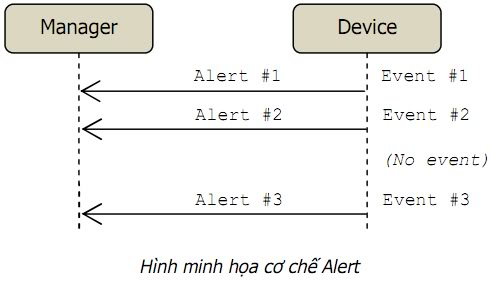 Manager Device
Alert #1 Event #1
Alert #2 Event #2
(No event)
Alert #3 Event #3
Hình minh họa cơ chế Alert